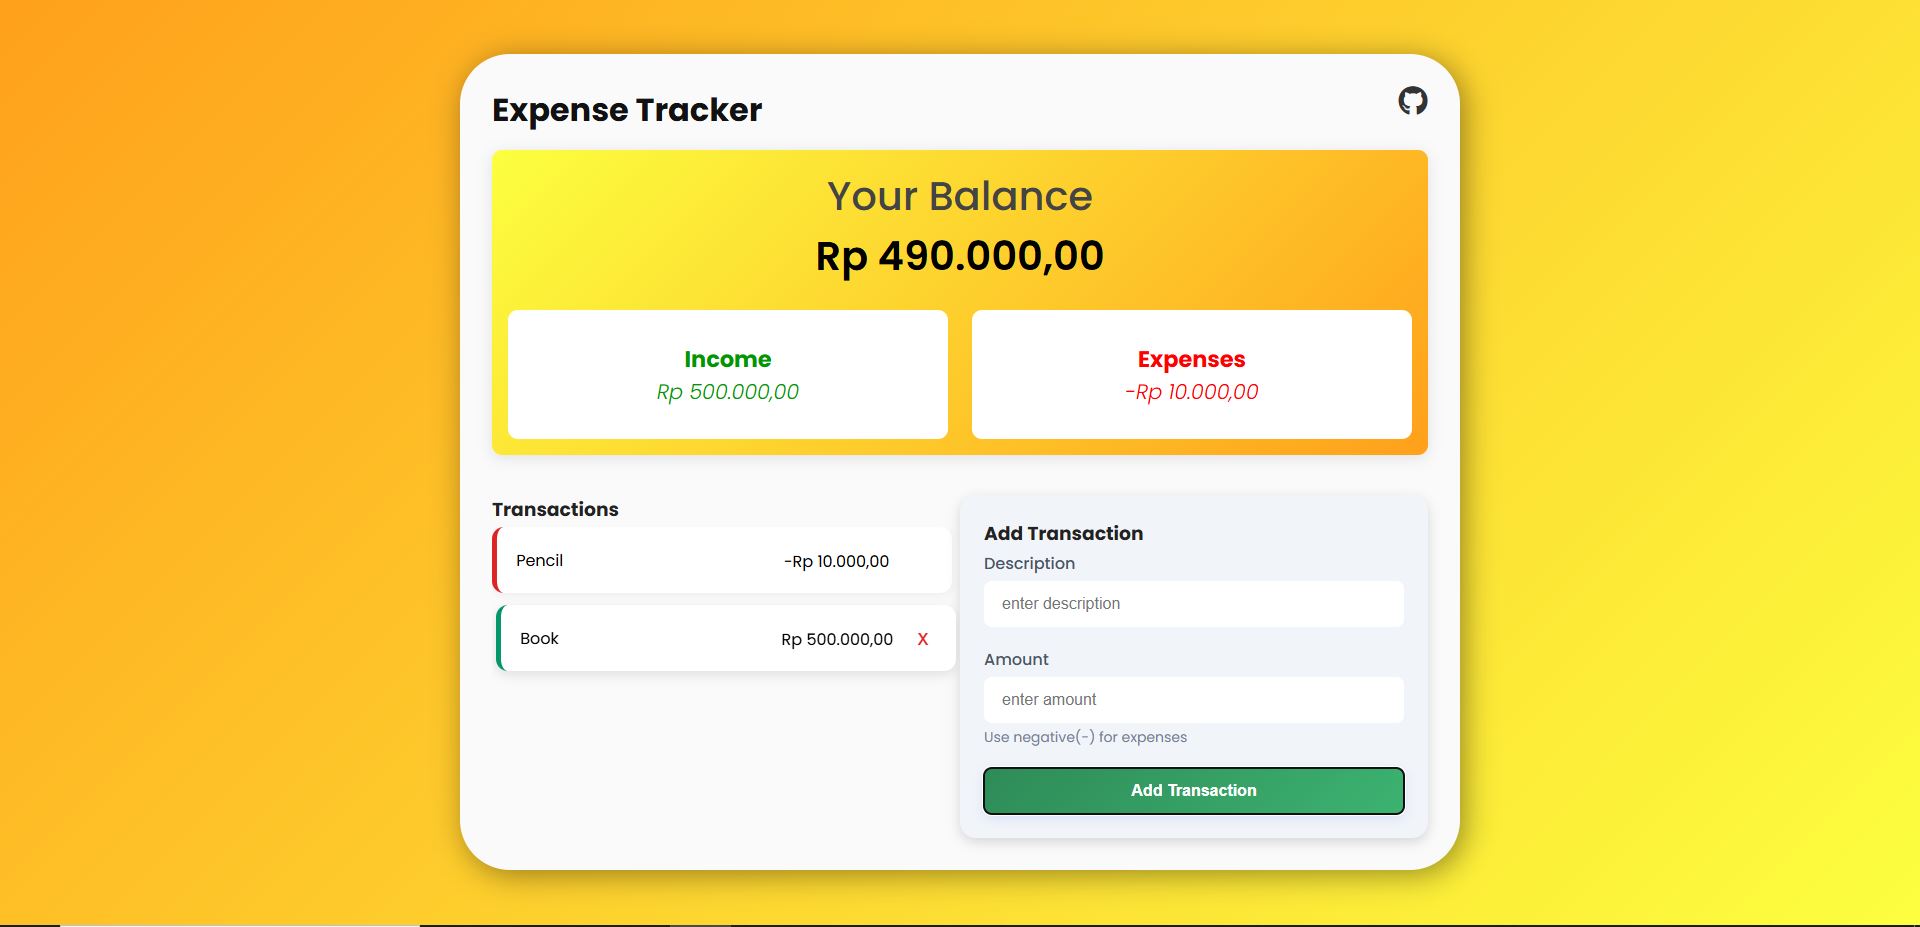 Expense Tracker
Your Balance
Rp 490.000,00
Income
Rp 500.000,00
Expenses
-Rp 10.000,00
Transactions
Pencil -Rp 10.000,00
Book Rp 500.000,00 X
Add Transaction
Description
enter description
Amount
enter amount
Use negative(-) for expenses
Add Transaction